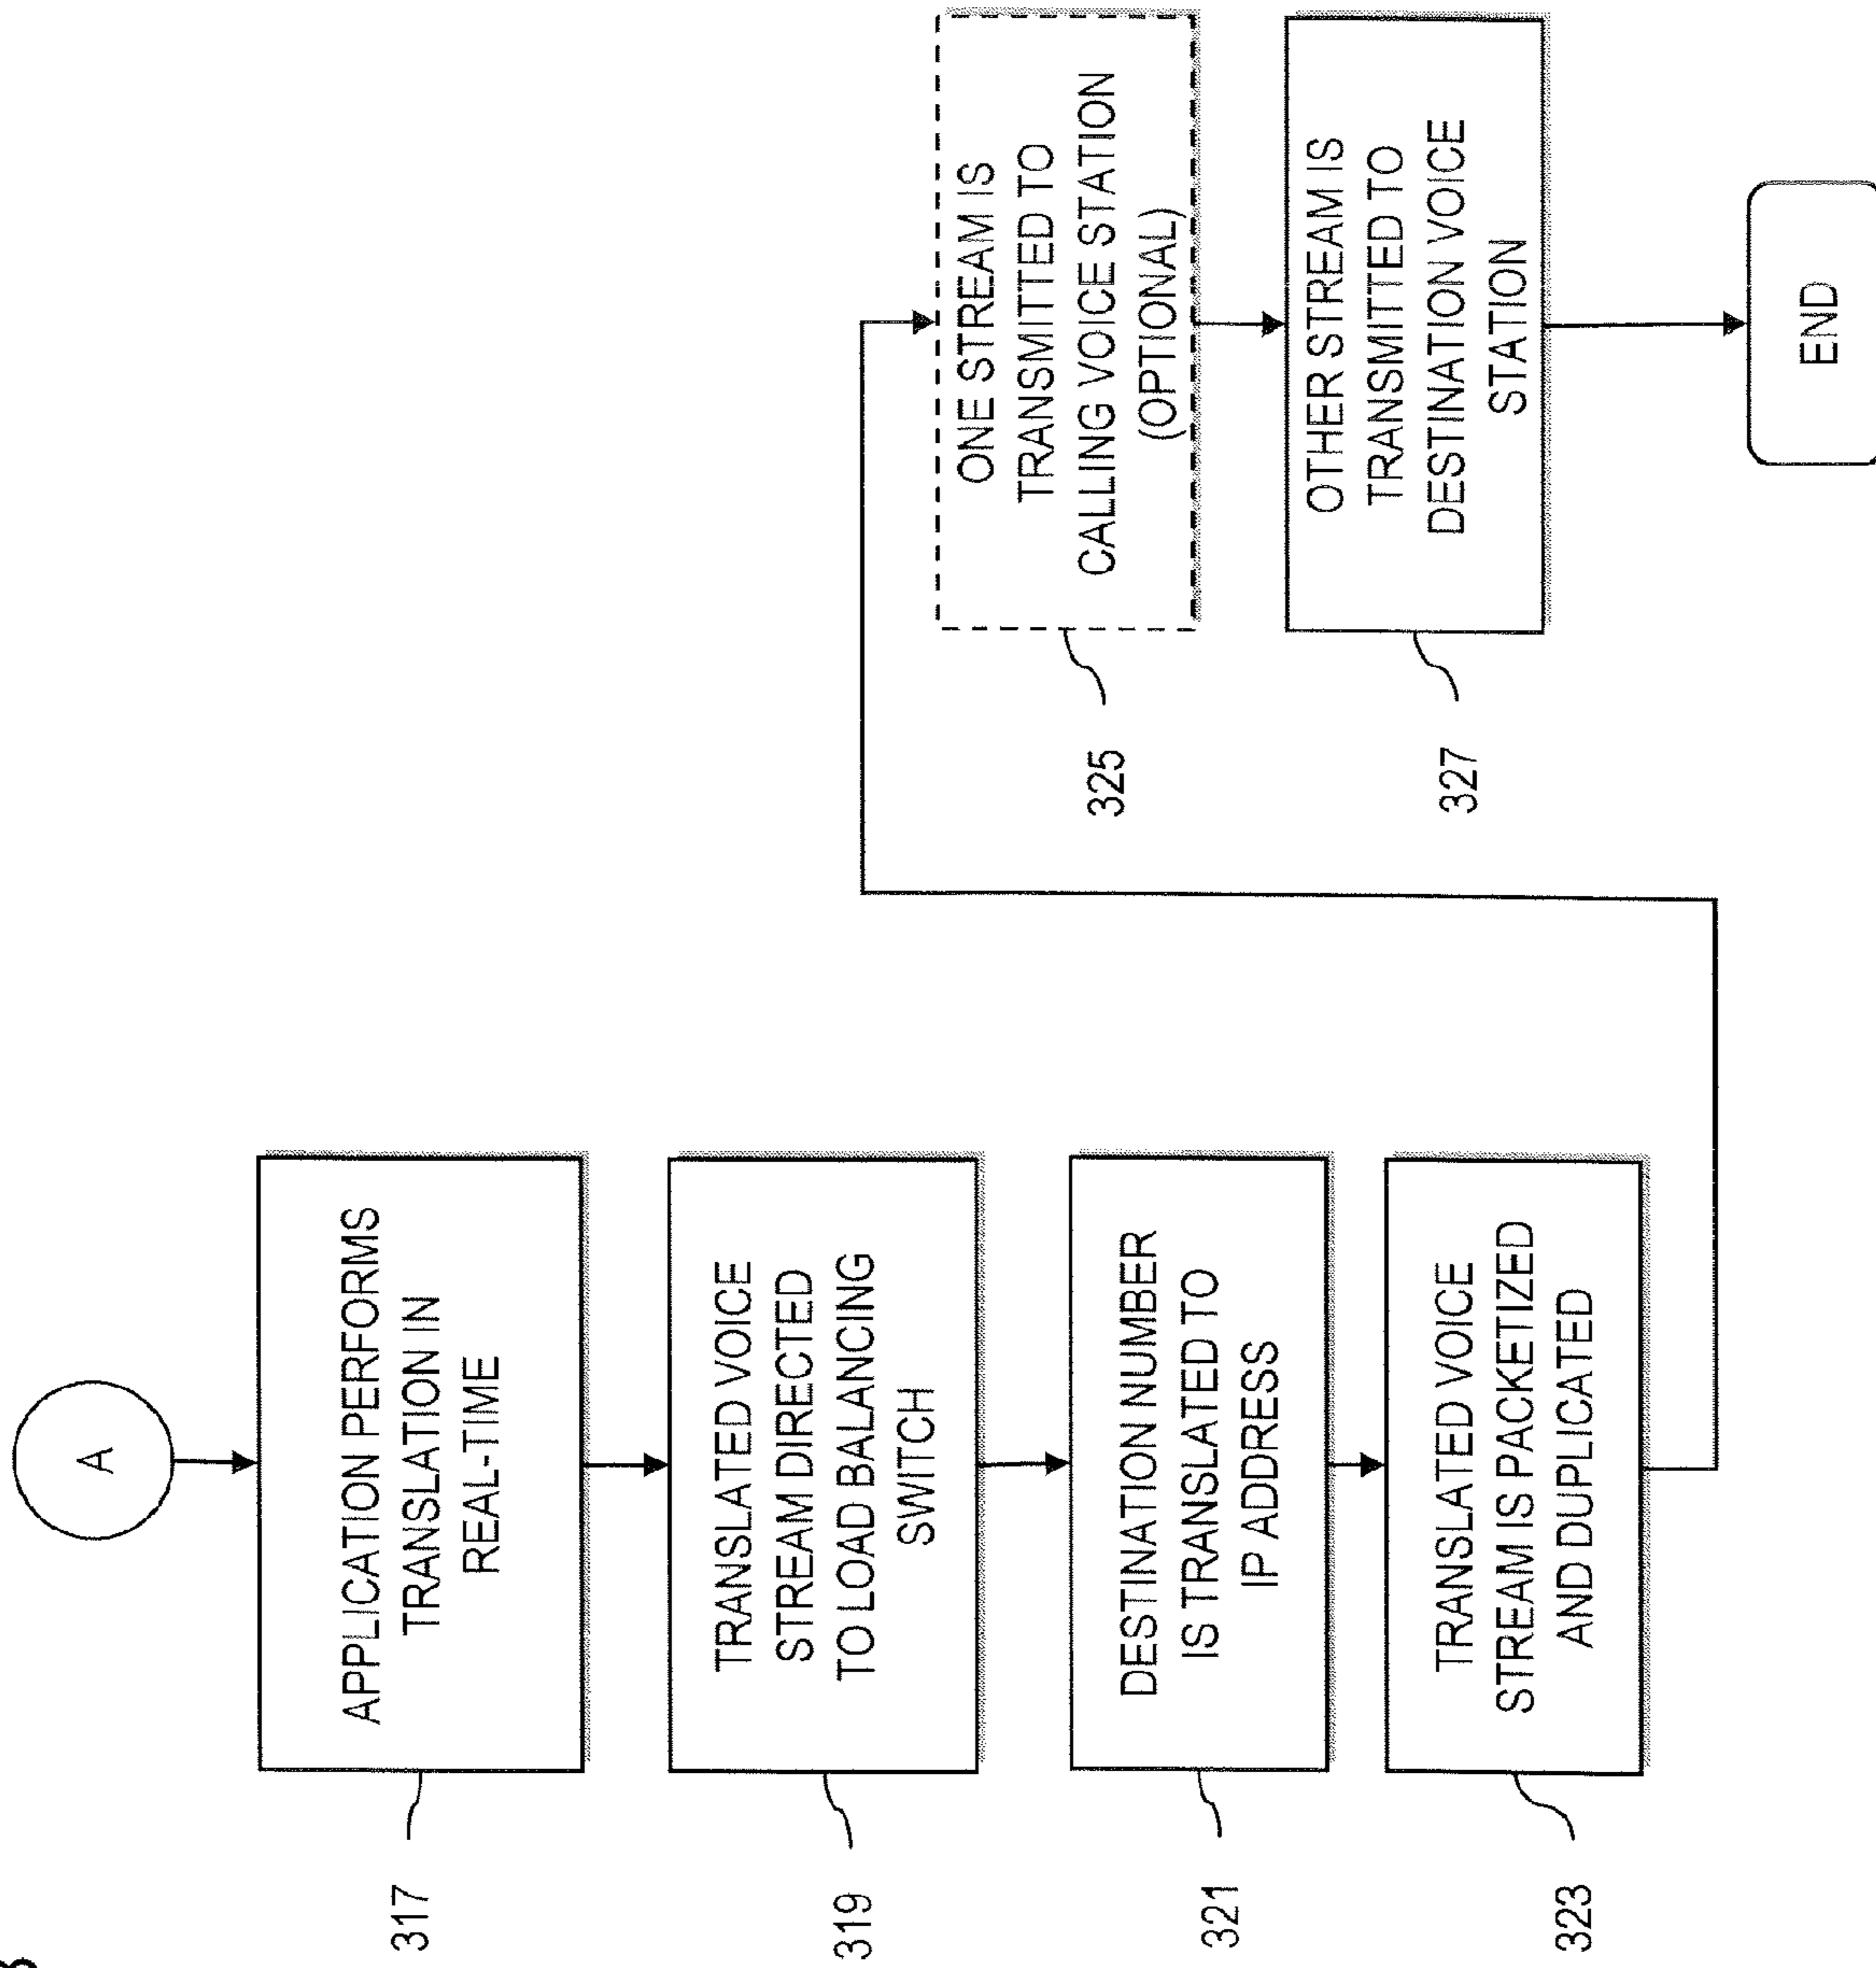 A
APPLICATION PERFORMS
TRANSLATION IN
REAL-TIME
317
TRANSLATED VOICE
STREAM DIRECTED
TO LOAD BALANCING
SWITCH
319
DESTINATION NUMBER
IS TRANSLATED TO
IP ADDRESS
321
TRANSLATED VOICE
STREAM IS PACKETIZED
AND DUPLICATED
323
ONE STREAM IS
TRANSMITTED TO
CALLING VOICE STATION
(OPTIONAL)
325
OTHER STREAM IS
TRANSMITTED TO
DESTINATION VOICE
STATION
327
END